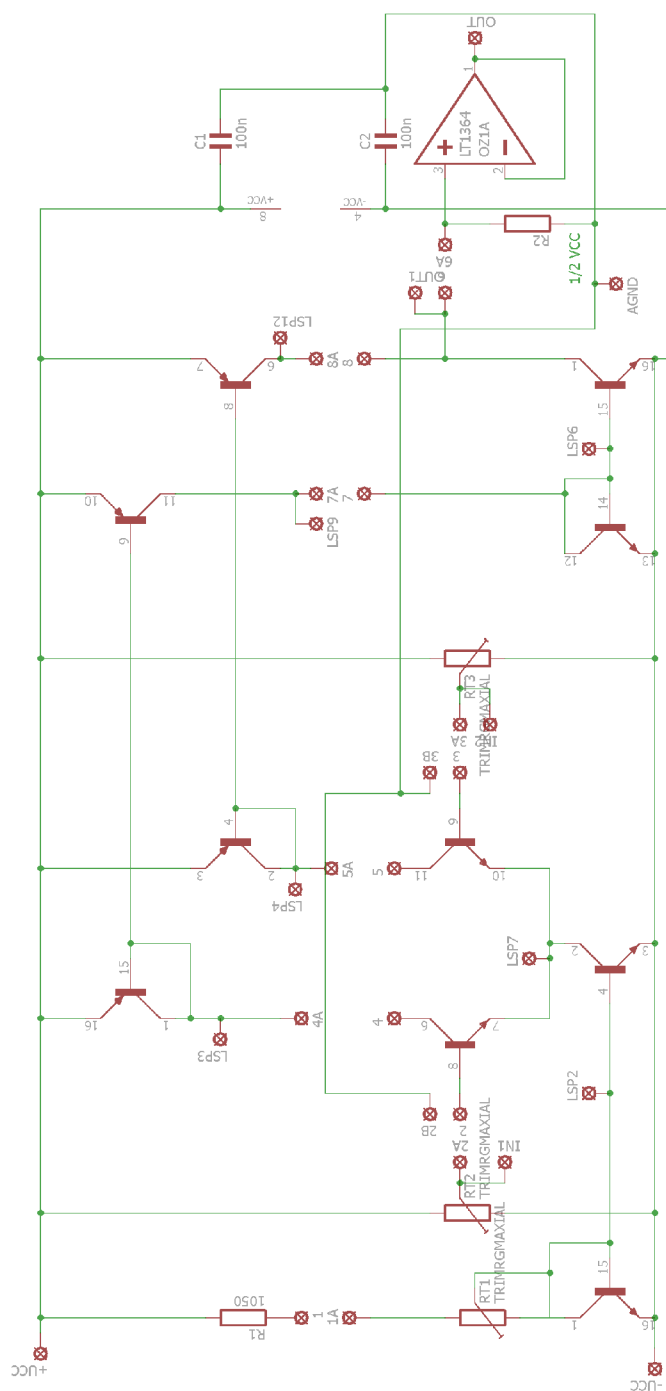 OUT
1
LT1364
OZ1A
3
2
C1
100n
C2
100n
+VCC
8
-VCC
4
R2
1/2 VCC
AGND
6A
6
OUT1
LSP12
7
6
8
8A
8
1
16
15
LSP6
10
11
9
7A
7
LSP9
14
12
13
RT3
TRIMRGMAXIAL
3A
3B
3
4
3
2
LSP4
5A
5
9
11
10
LSP7
2
3
4
15
16
1
LSP3
4A
4
6
7
8
LSP2
2B
2
2A
IN1
RT2
TRIMRGMAXIAL
1050
R1
1
1A
RT1
TRIMRGMAXIAL
15
1
16
+UCC
-UCC